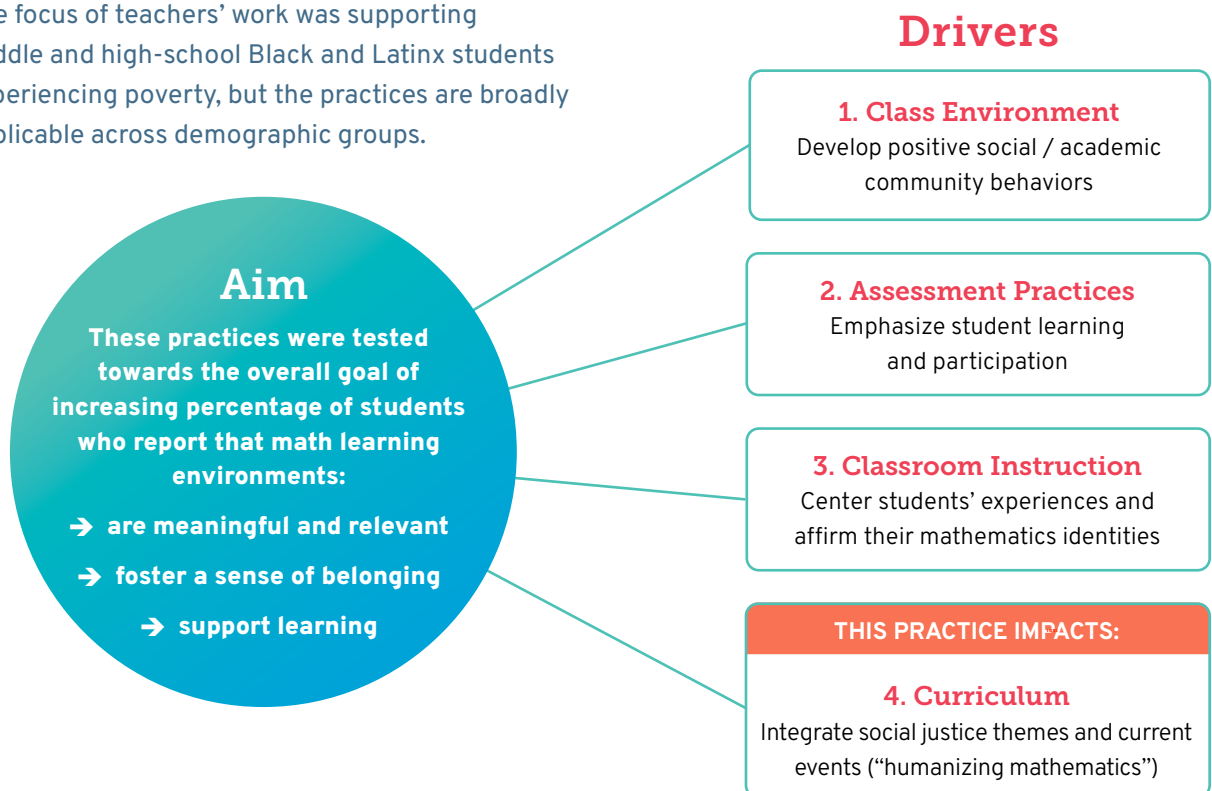 e focus of teachers’ work was supporting
ddle and high-school Black and Latinx students
periencing poverty, but the practices are broadly
plicable across demographic groups.
Aim
These practices were tested
towards the overall goal of
increasing percentage of students
who report that math learning
environments:
➔ are meaningful and relevant
➔ foster a sense of belonging
➔ support learning
Drivers
1. Class Environment
Develop positive social / academic
community behaviors
2. Assessment Practices
Emphasize student learning
and participation
3. Classroom Instruction
Center students’ experiences and
affirm their mathematics identities
THIS PRACTICE IMPACTS:
4. Curriculum
Integrate social justice themes and current
events (“humanizing mathematics”)